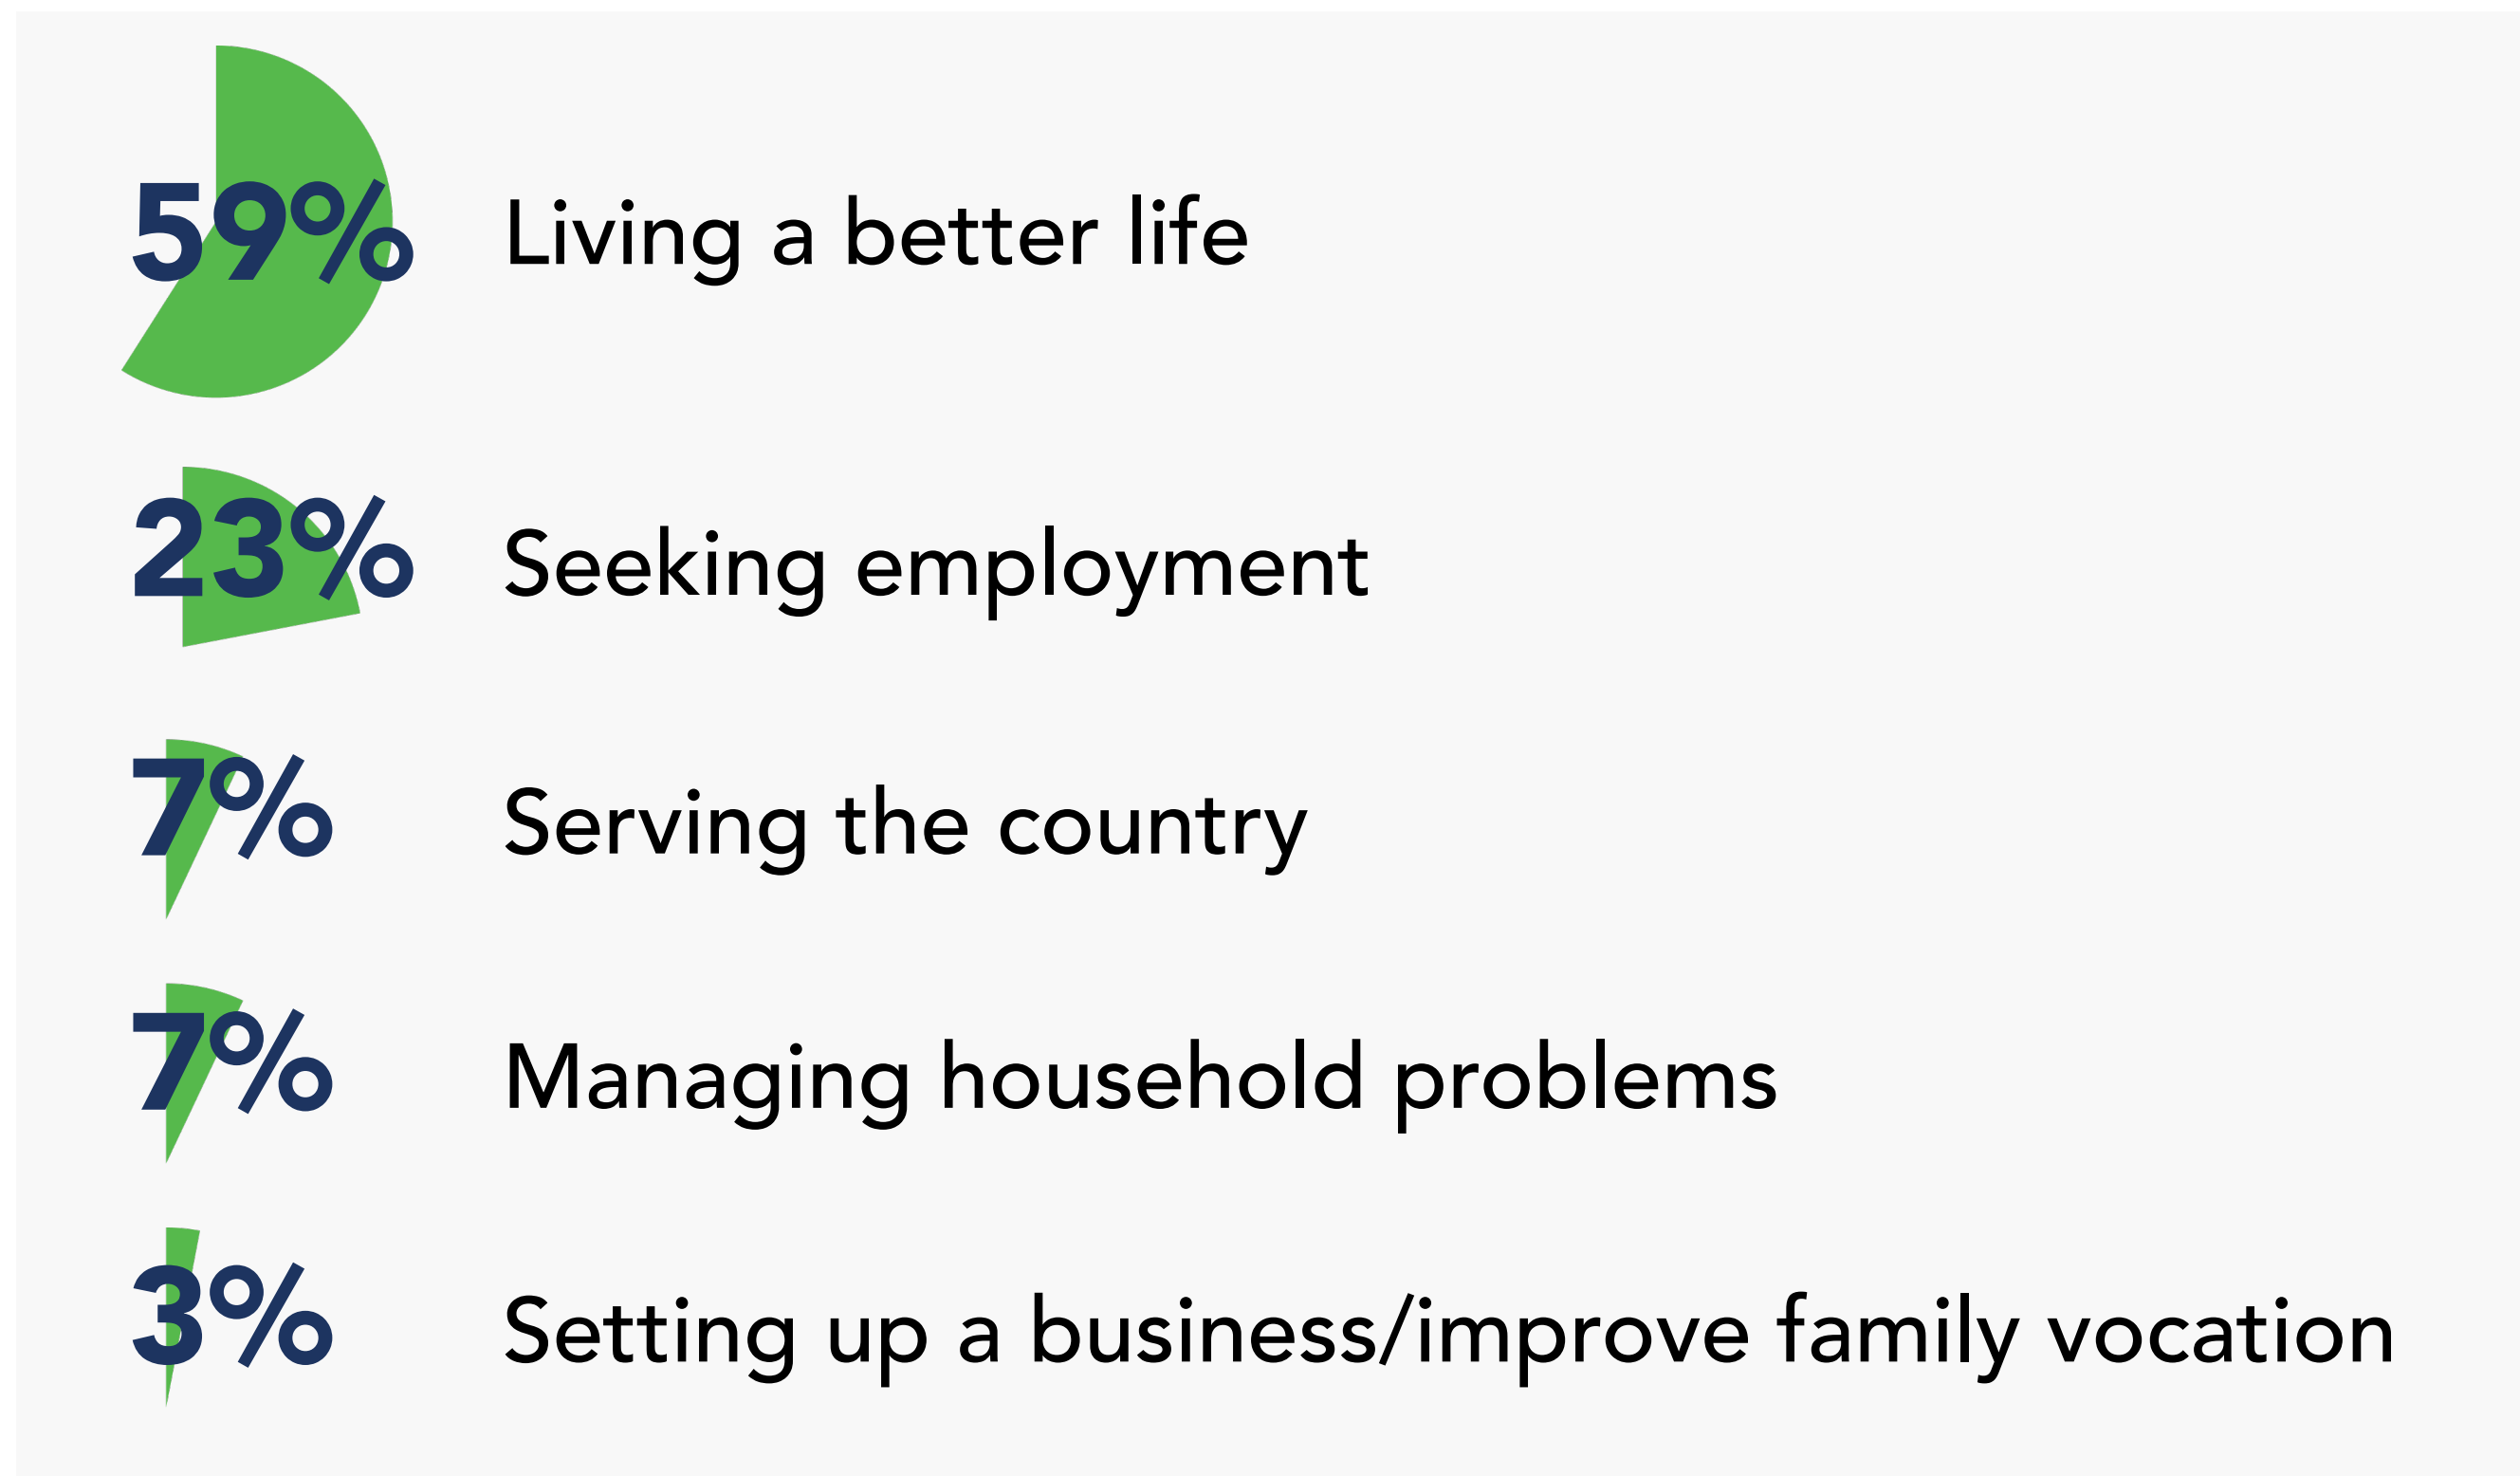 59% Living a better life
23% Seeking employment
7% Serving the country
7% Managing household problems
3% Setting up a business/improve family vocation